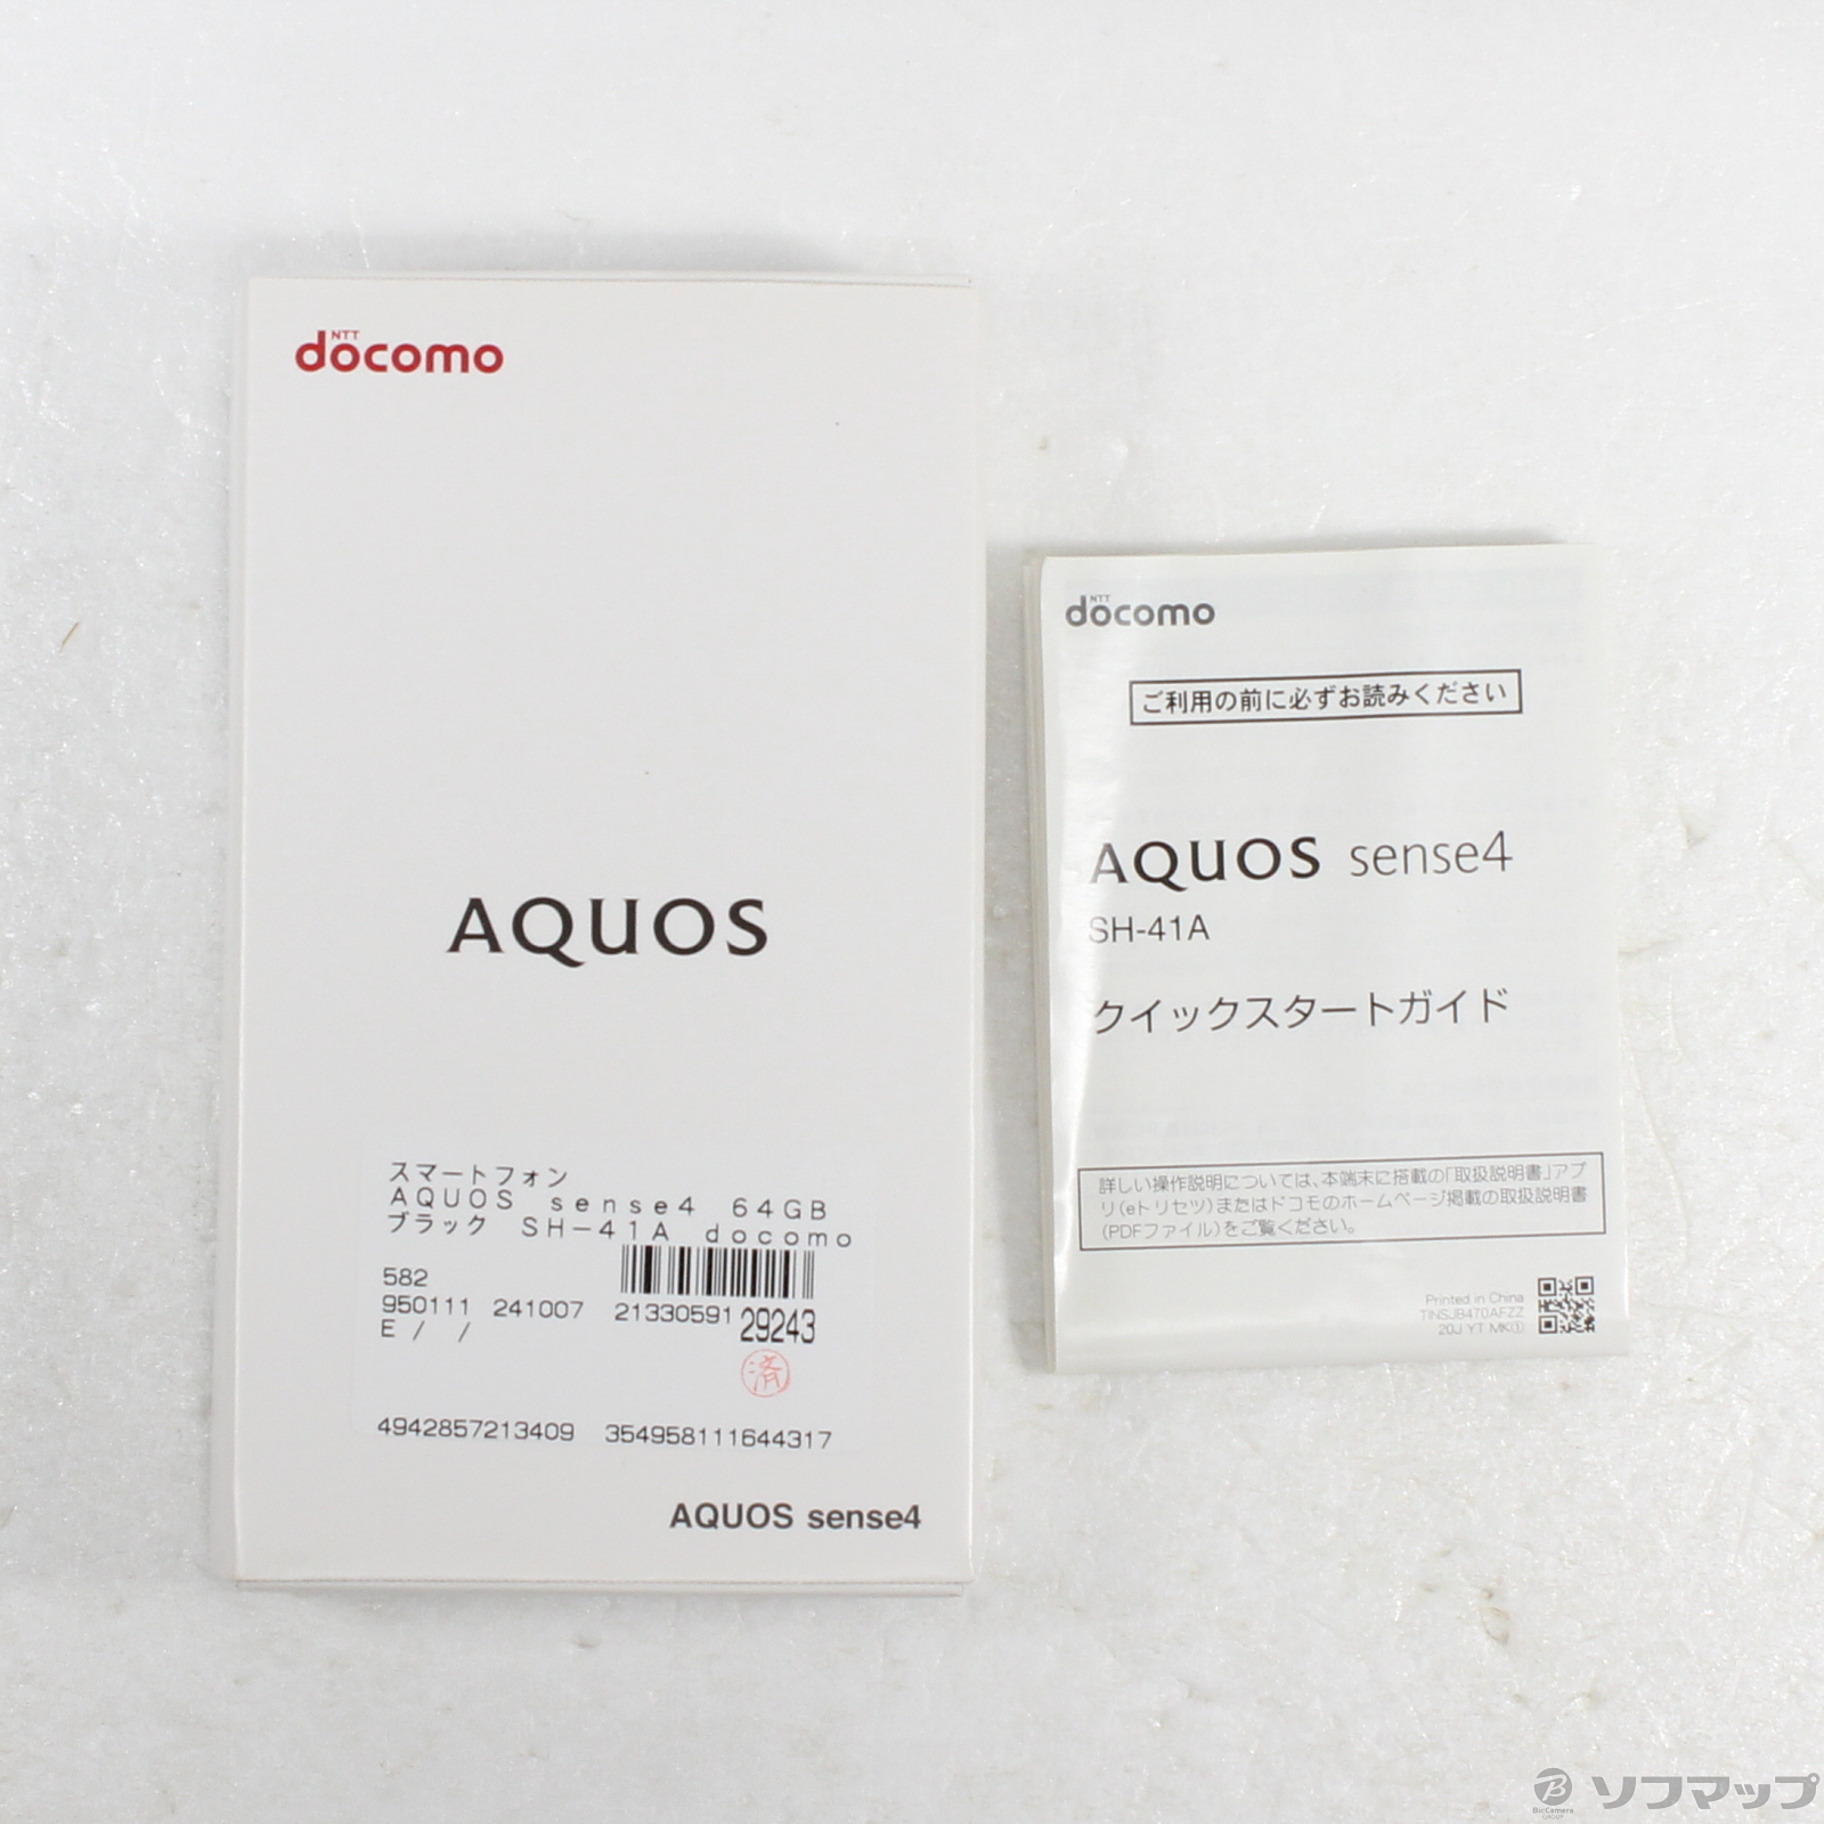 NTT
docomo
AQUOS
スマートフォン
AQUOS sense4 64GB
ブラック SH-41A docomo
582
950111 241007 2133059129243
E / /
済
4942857213409 354958111644317
AQUOS sense4
NTT
docomo
ご利用の前に必ずお読みください
AQUOS sense4
SH-41A
クイックスタートガイド
詳しい操作説明については、本端末に搭載の「取扱説明書」アプ
リ(eトリセツ)またはドコモのホームページ掲載の取扱説明書
(PDFファイル)をご覧ください。
Printed in China
TINSJB470AFZZ
20J YT MK①
B
BicCamera
GROUP
ソフマップ